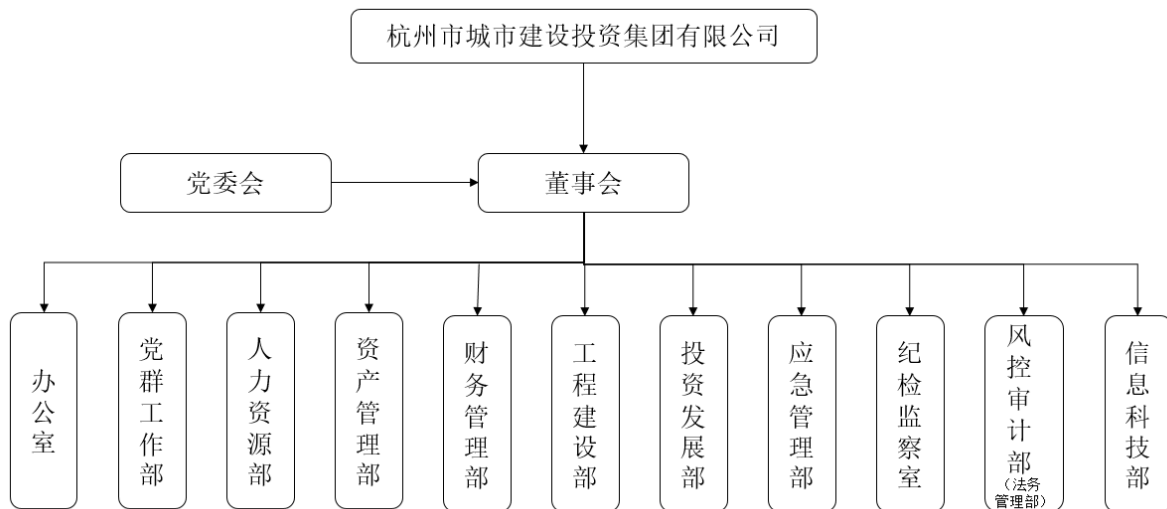 杭州市城市建设投资集团有限公司
党委会
董事会
办公室
党群工作部
人力资源部
资产管理部
财务管理部
工程建设部
投资发展部
应急管理部
纪检监察室
风控审计部
（法务
管理部）
信息科技部